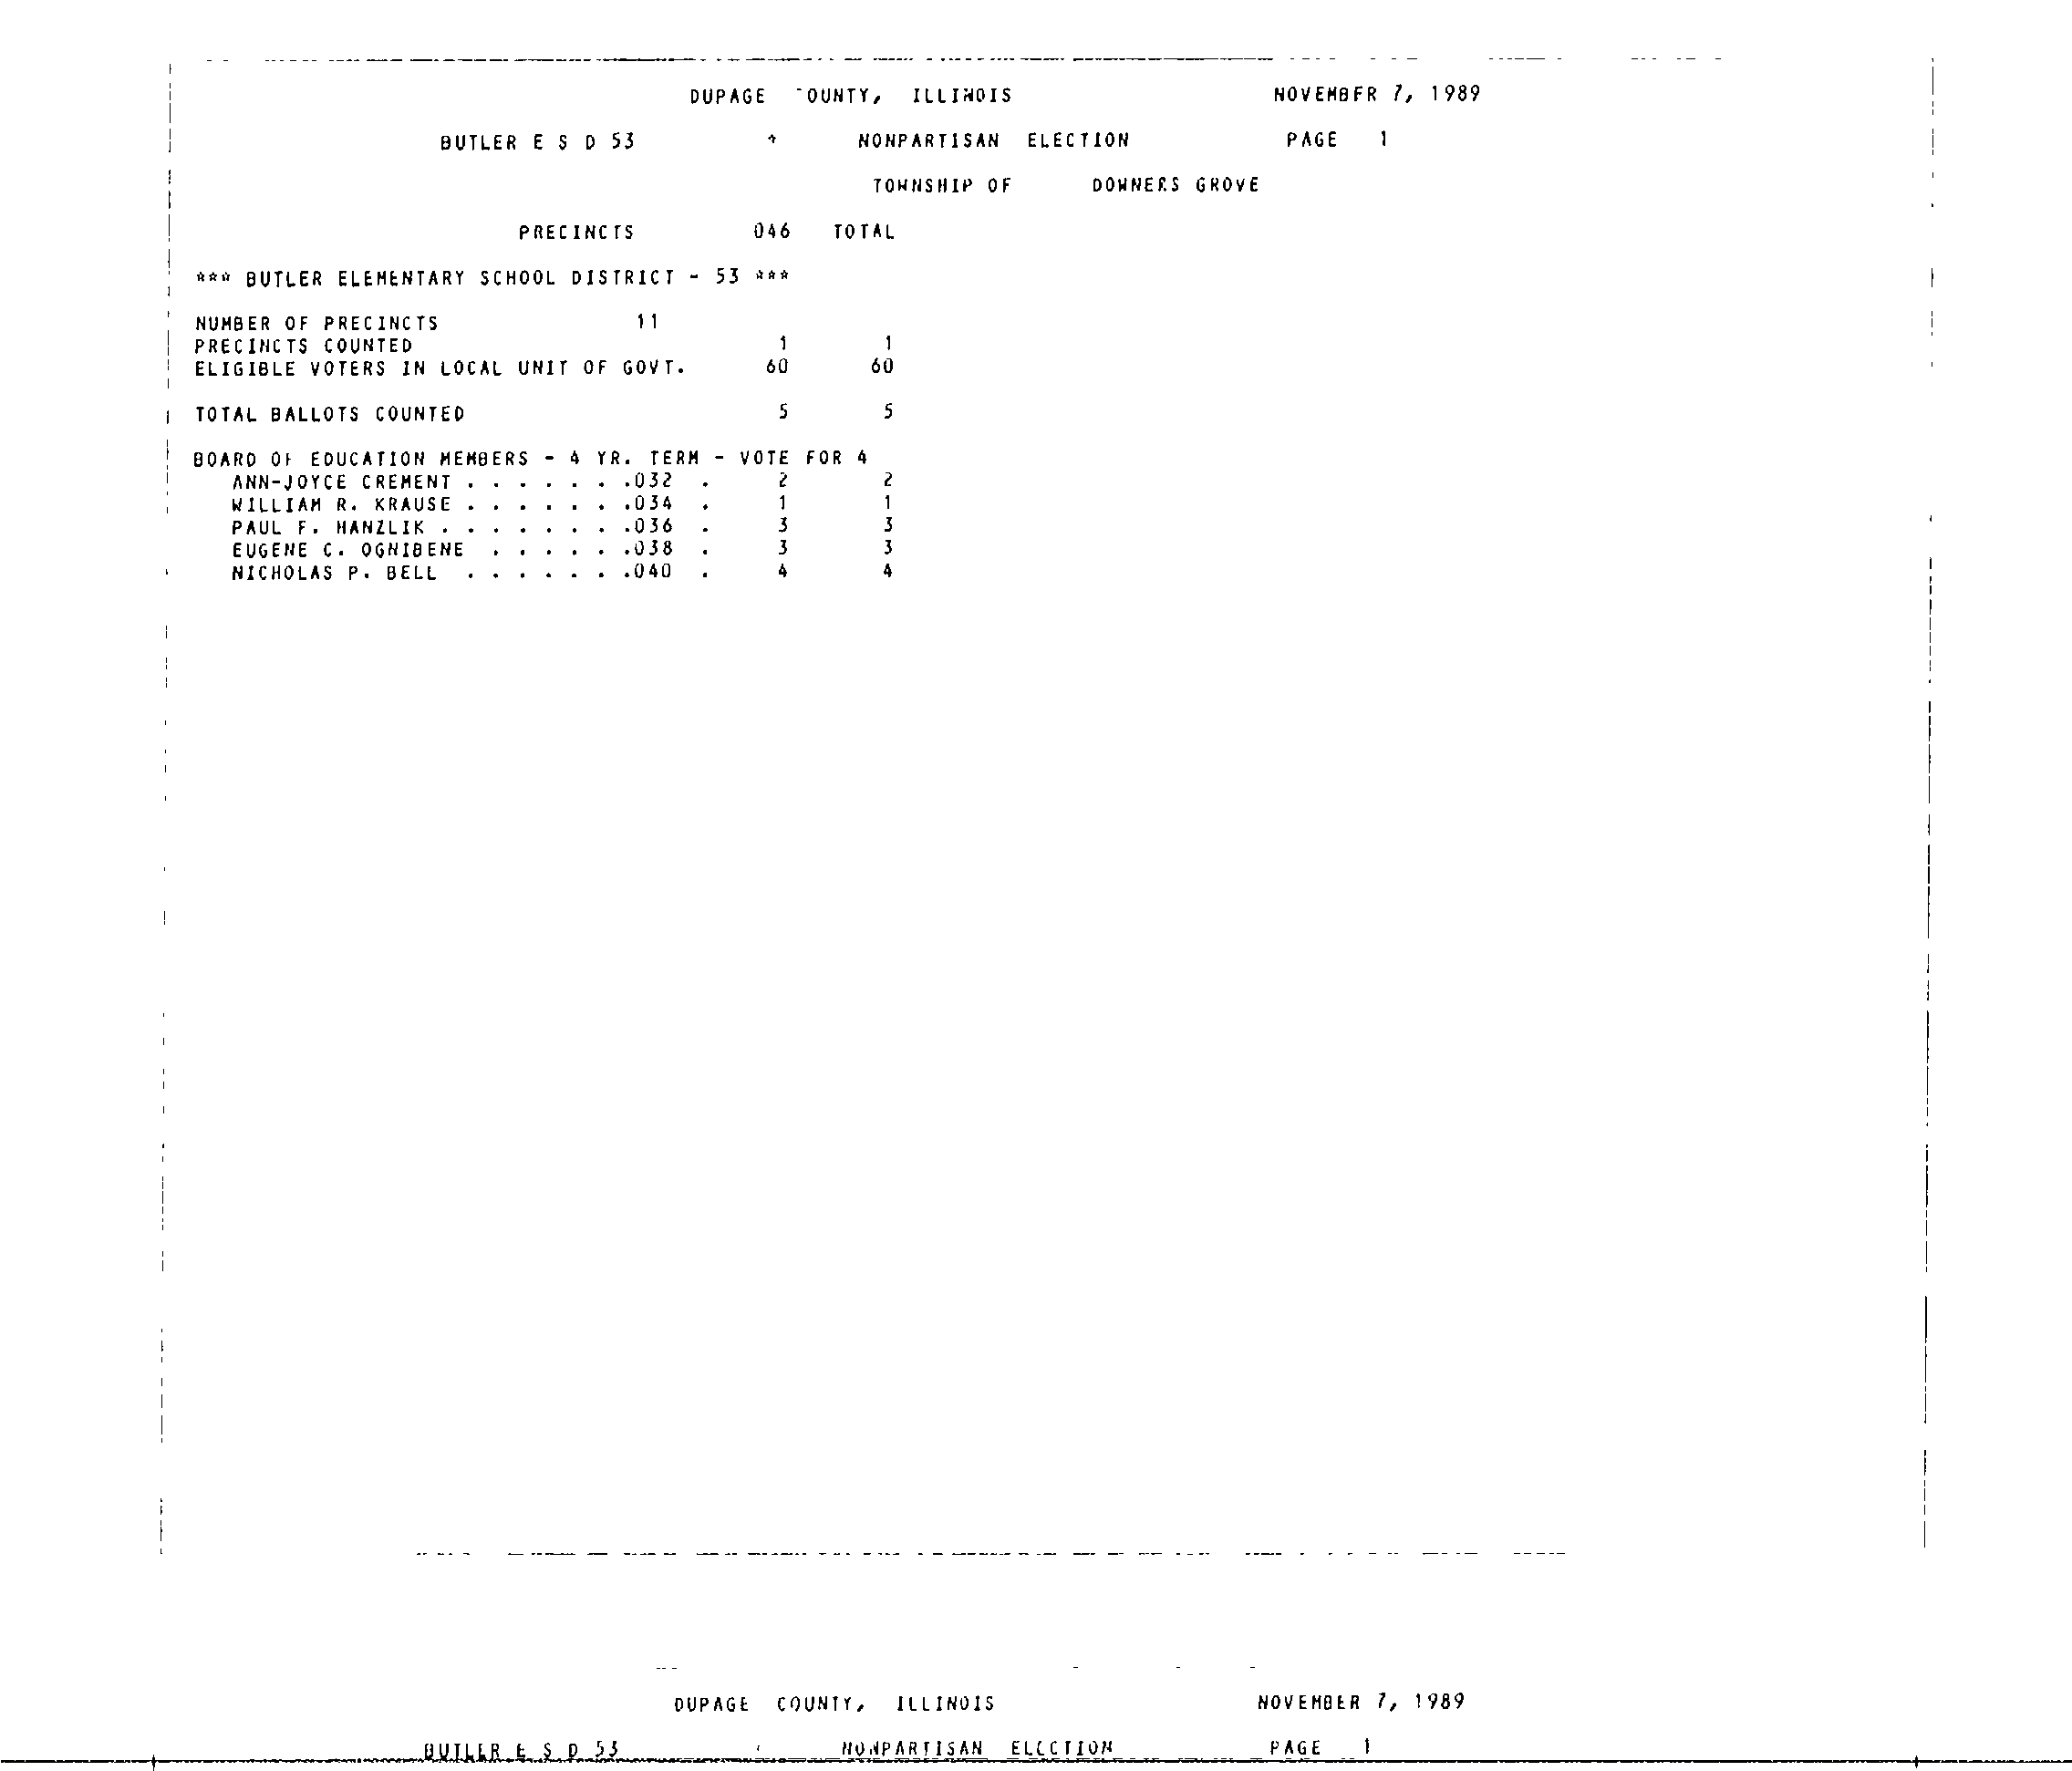 DUPAGE COUNTY, ILLINOIS NOVEMBER 7, 1989
BUTLER E S D 53 * NONPARTISAN ELECTION PAGE 1
TOWNSHIP OF DOWNERS GROVE
PRECINCTS 046 TOTAL
*** BUTLER ELEMENTARY SCHOOL DISTRICT - 53 ***
NUMBER OF PRECINCTS 11
PRECINCTS COUNTED 1 1
ELIGIBLE VOTERS IN LOCAL UNIT OF GOVT. 60 60
TOTAL BALLOTS COUNTED 5 5
BOARD OF EDUCATION MEMBERS - 4 YR. TERM - VOTE FOR 4
ANN-JOYCE CREMENT . . . . . . .032 . 2 2
WILLIAM R. KRAUSE . . . . . . .034 . 1 1
PAUL F. HANZLIK . . . . . . . .036 . 3 3
EUGENE C. OGNIBENE . . . . . .038 . 3 3
NICHOLAS P. BELL . . . . . . .040 . 4 4
DUPAGE COUNTY, ILLINOIS NOVEMBER 7, 1989
BUTLER E S D 53 NONPARTISAN ELECTION PAGE 1